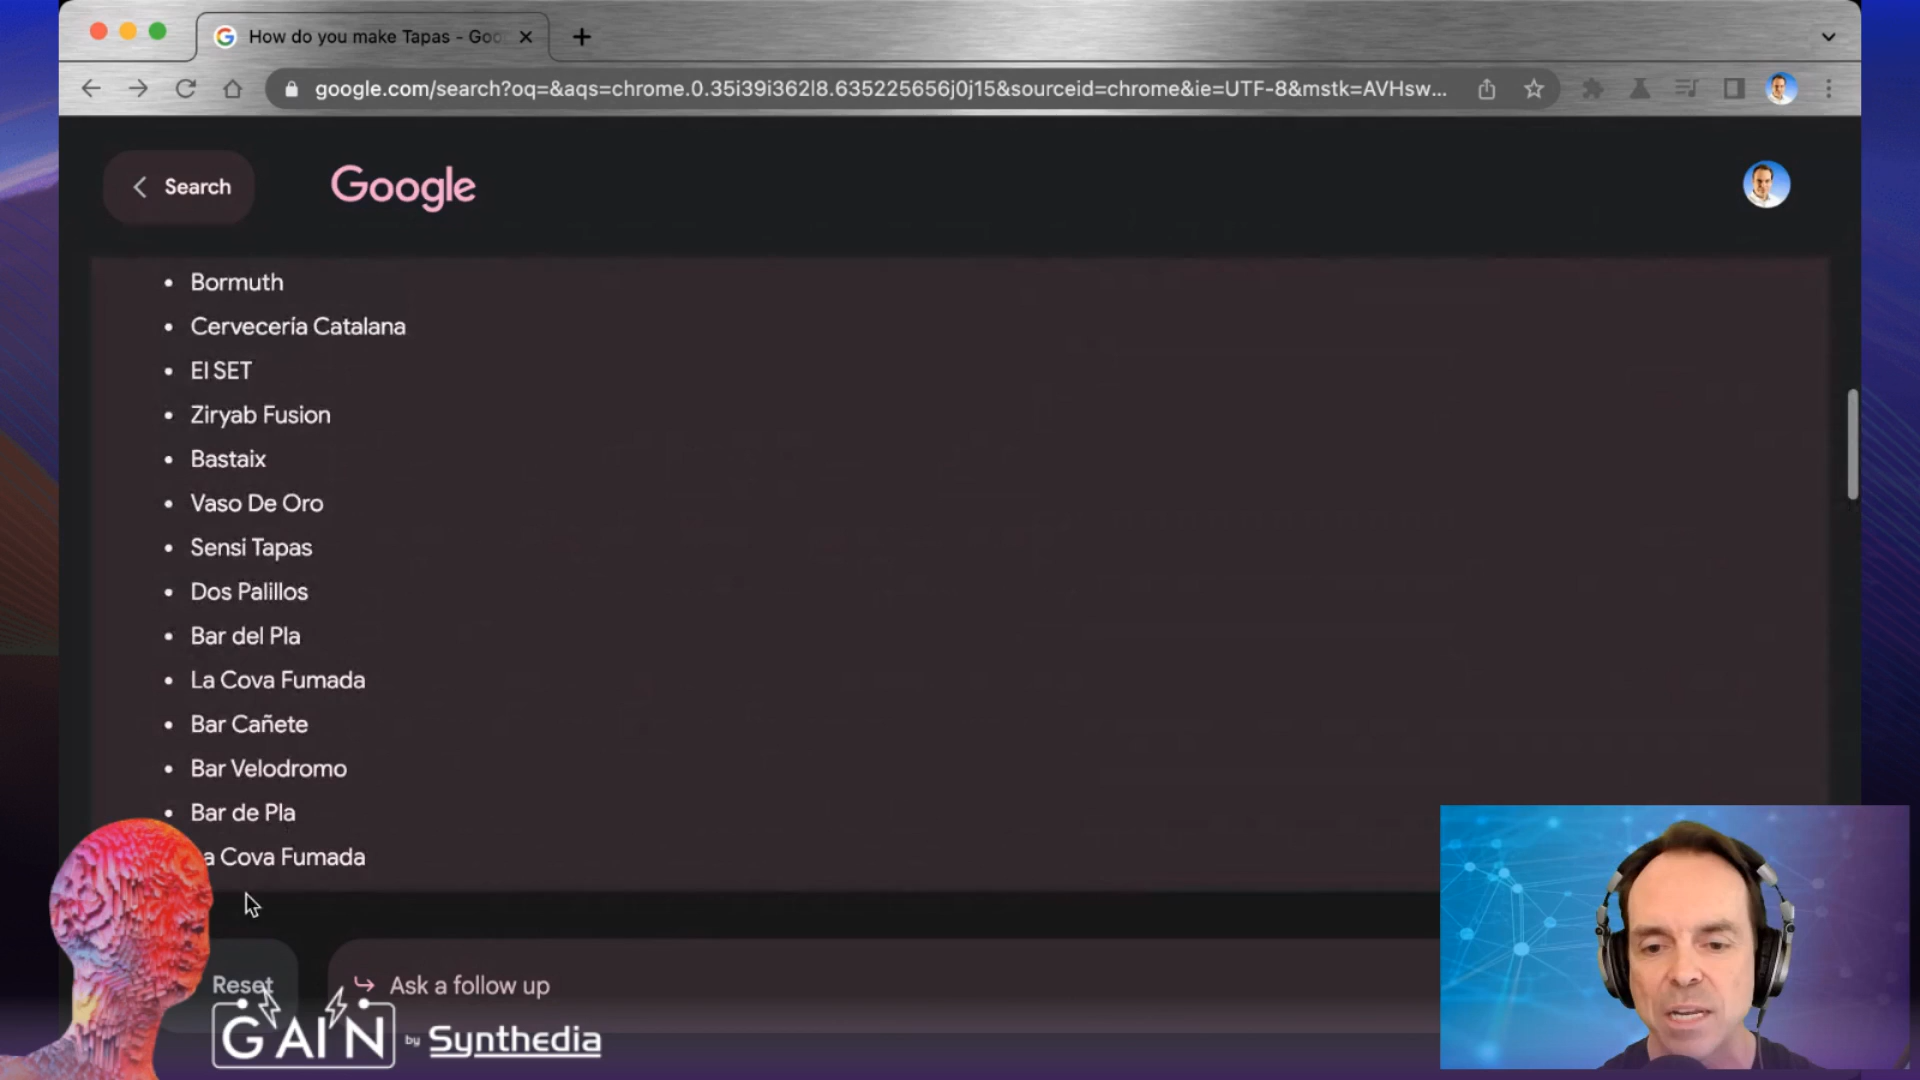 How do you make Tapas - Goo
google.com/search?oq=&aqs=chrome.0.35i39i362l8.635225656j0j15&sourceid=chrome&ie=UTF-8&mstk=AVHsw...
Search
Google
Bormuth
Cervecería Catalana
El SET
Ziryab Fusion
Bastaix
Vaso De Oro
Sensi Tapas
Dos Palillos
Bar del Pla
La Cova Fumada
Bar Cañete
Bar Velodromo
Bar de Pla
a Cova Fumada
Reset
Ask a follow up
GAIN by Synthedia